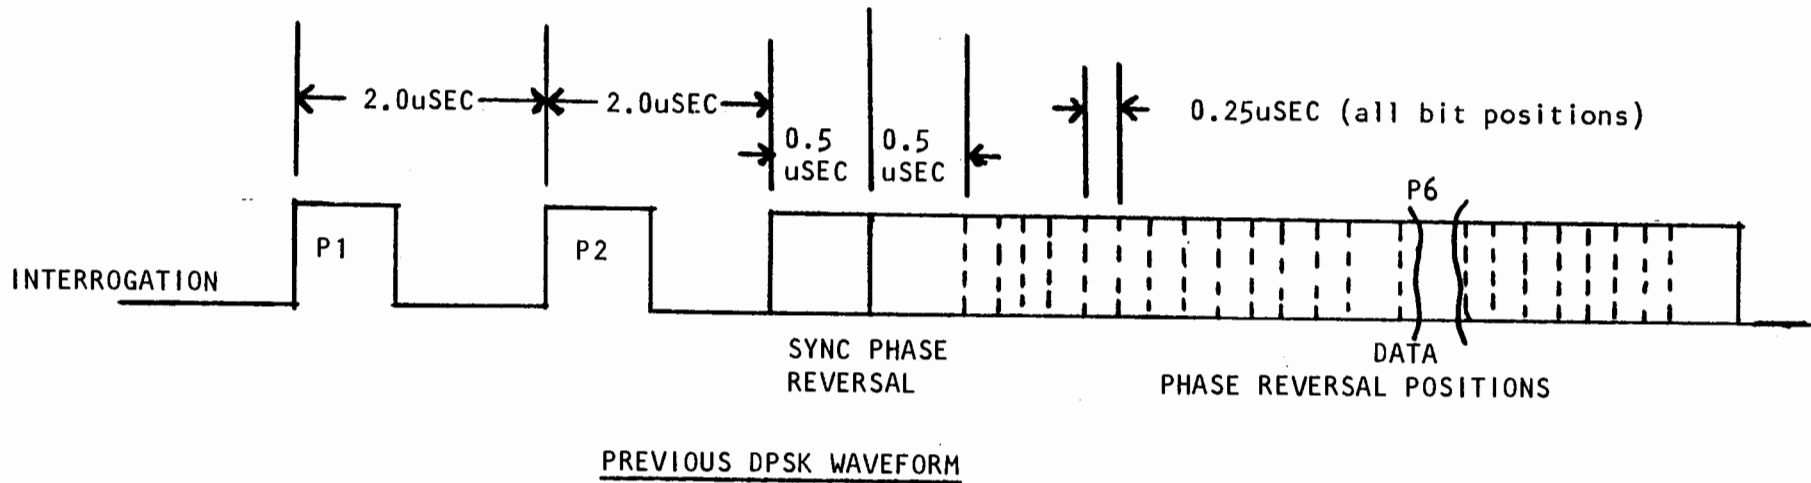 2.0uSEC
2.0uSEC
0.5
uSEC
0.5
uSEC
0.25uSEC (all bit positions)
P6
P1
P2
INTERROGATION
SYNC PHASE
REVERSAL
DATA
PHASE REVERSAL POSITIONS
PREVIOUS DPSK WAVEFORM